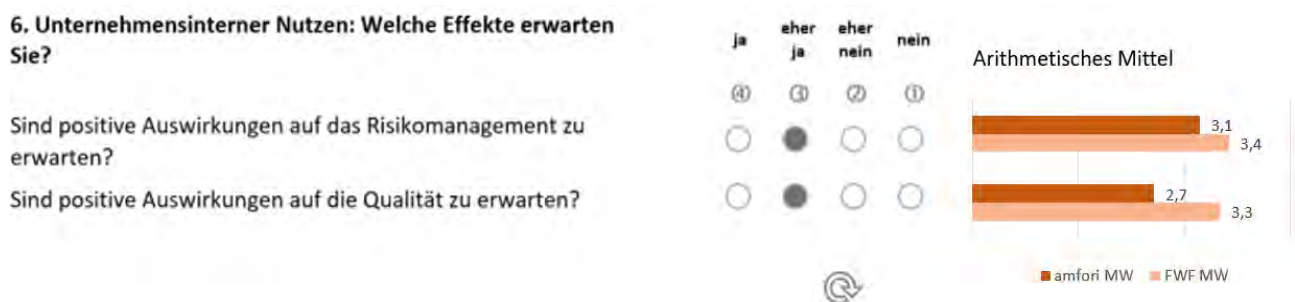 6. Unternehmensinterner Nutzen: Welche Effekte erwarten
Sie?
ja
eher
ja
eher
nein
nein
Arithmetisches Mittel
④ ③ ② ①
Sind positive Auswirkungen auf das Risikomanagement zu
erwarten?
3,1
3,4
Sind positive Auswirkungen auf die Qualität zu erwarten?
2,7
3,3
amfori MW FWF MW